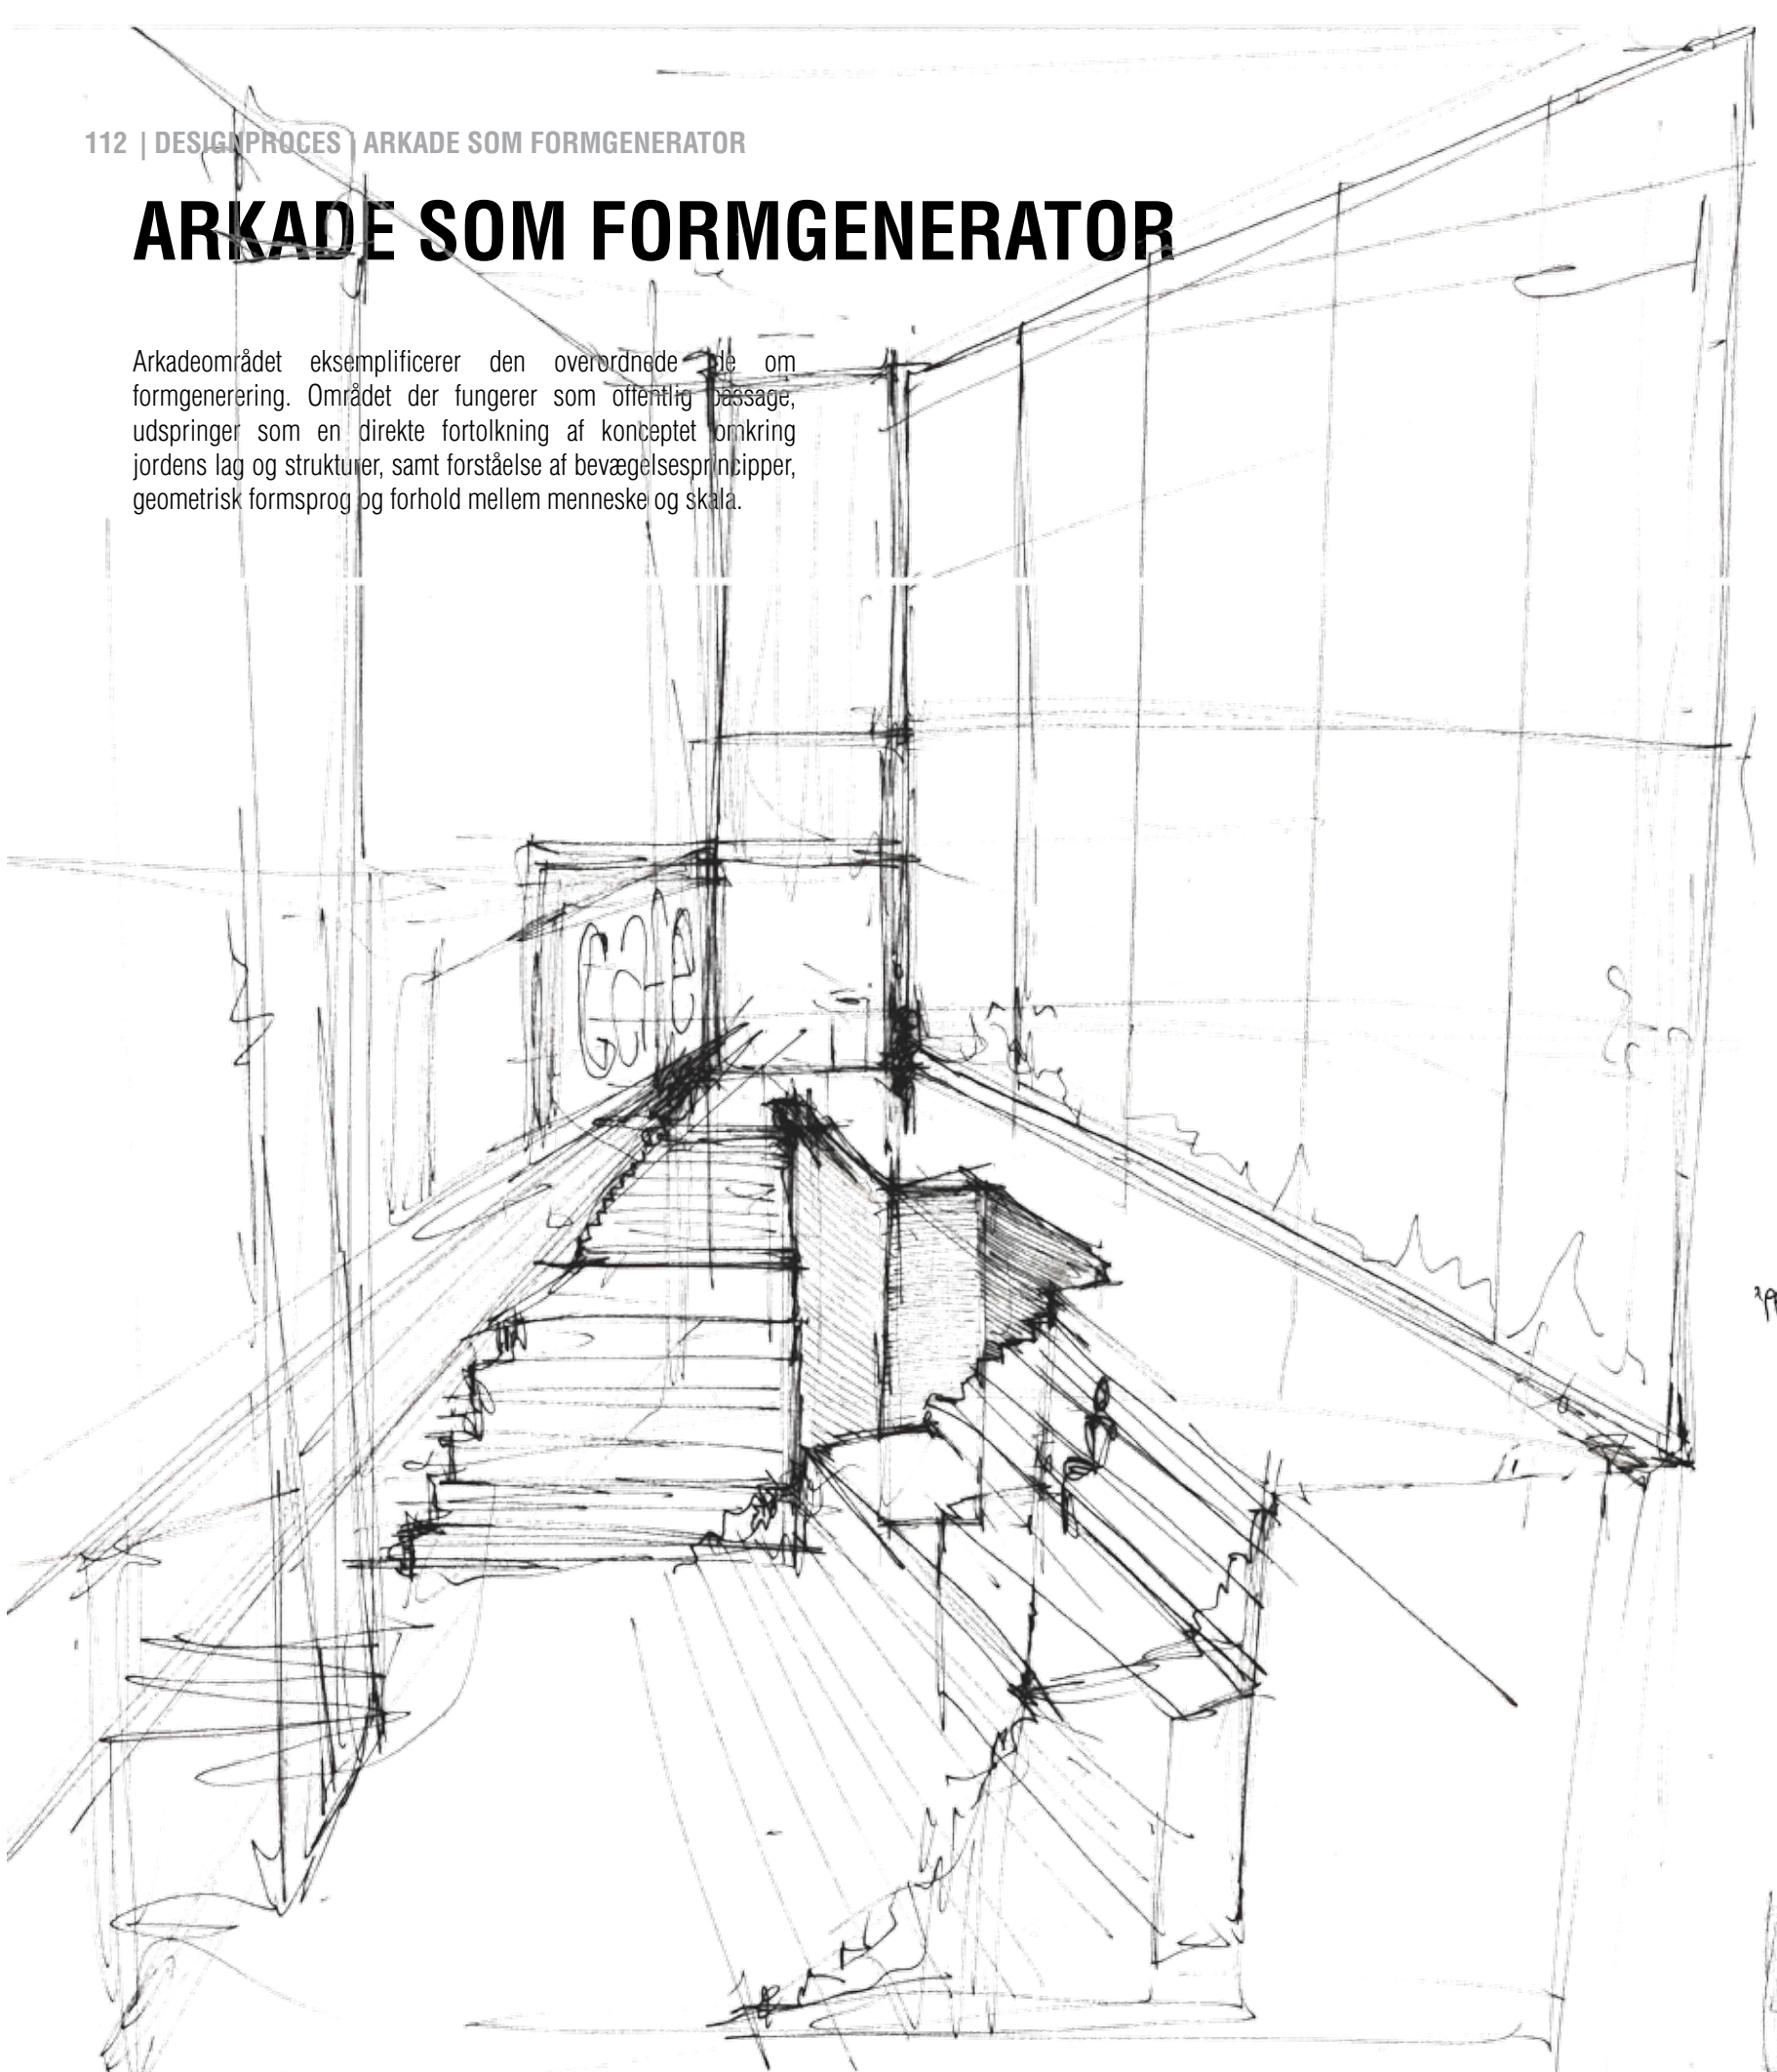 112 | DESIGNPROCES | ARKADE SOM FORMGENERATOR
ARKADE SOM FORMGENERATOR
Arkadeområdet eksemplificerer den overordnede ide om
formgenerering. Området der fungerer som offentlig passage,
udspringer som en direkte fortolkning af konceptet omkring
jordens lag og strukturer, samt forståelse af bevægelsesprincipper,
geometrisk formsprog og forhold mellem menneske og skala.
Cafe